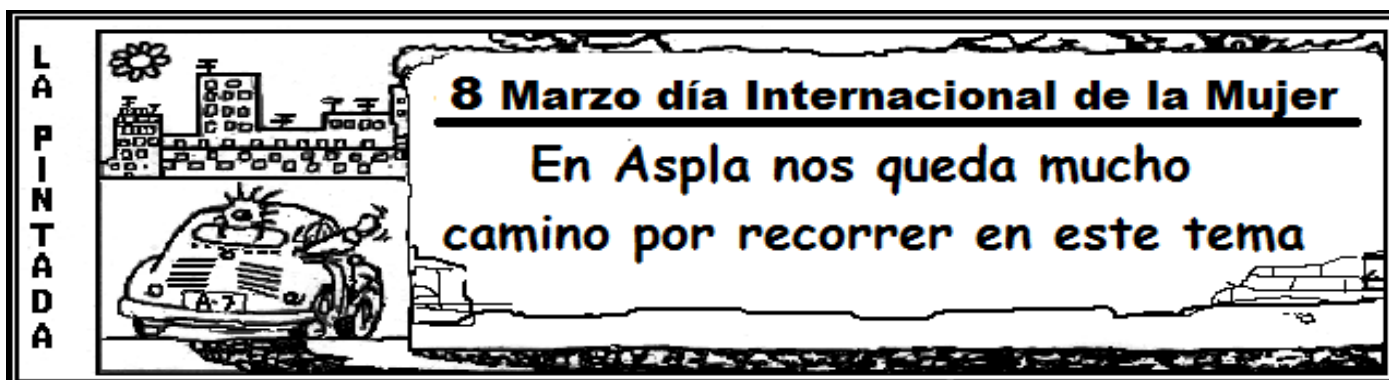 LA PINTADA
8 Marzo día Internacional de la Mujer
En Aspla nos queda mucho
camino por recorrer en este tema
A-7